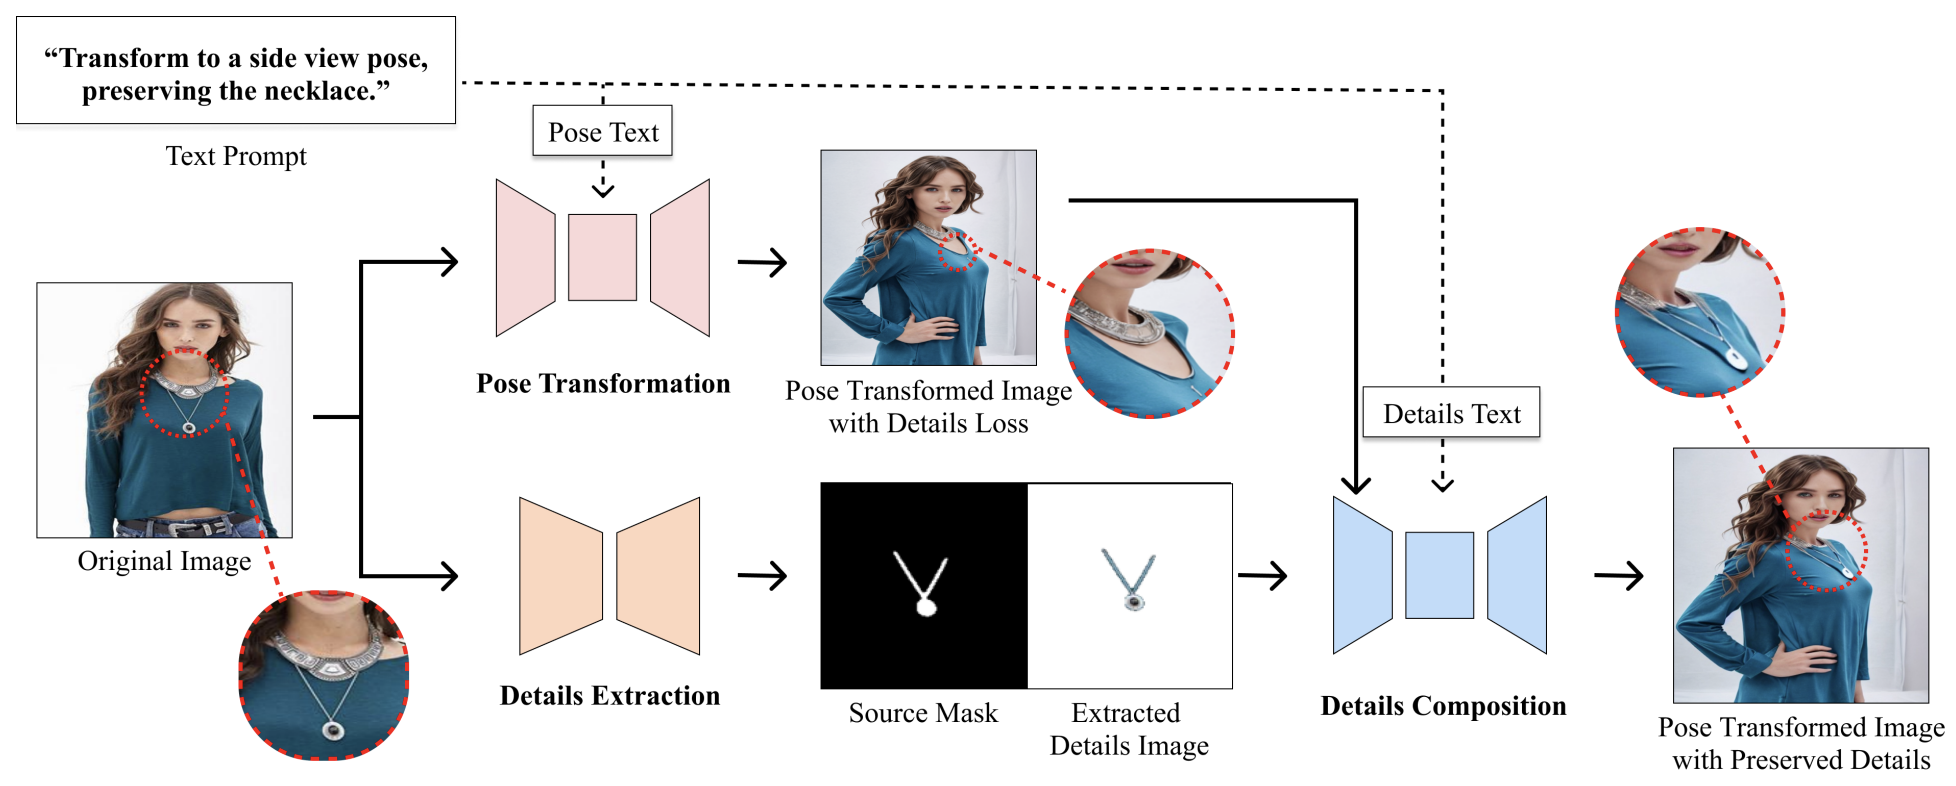 “Transform to a side view pose,
preserving the necklace.”
Text Prompt
Pose Text
Pose Transformation
Pose Transformed Image
with Details Loss
Original Image
Details Text
Details Extraction
Source Mask
Extracted
Details Image
Details Composition
Pose Transformed Image
with Preserved Details